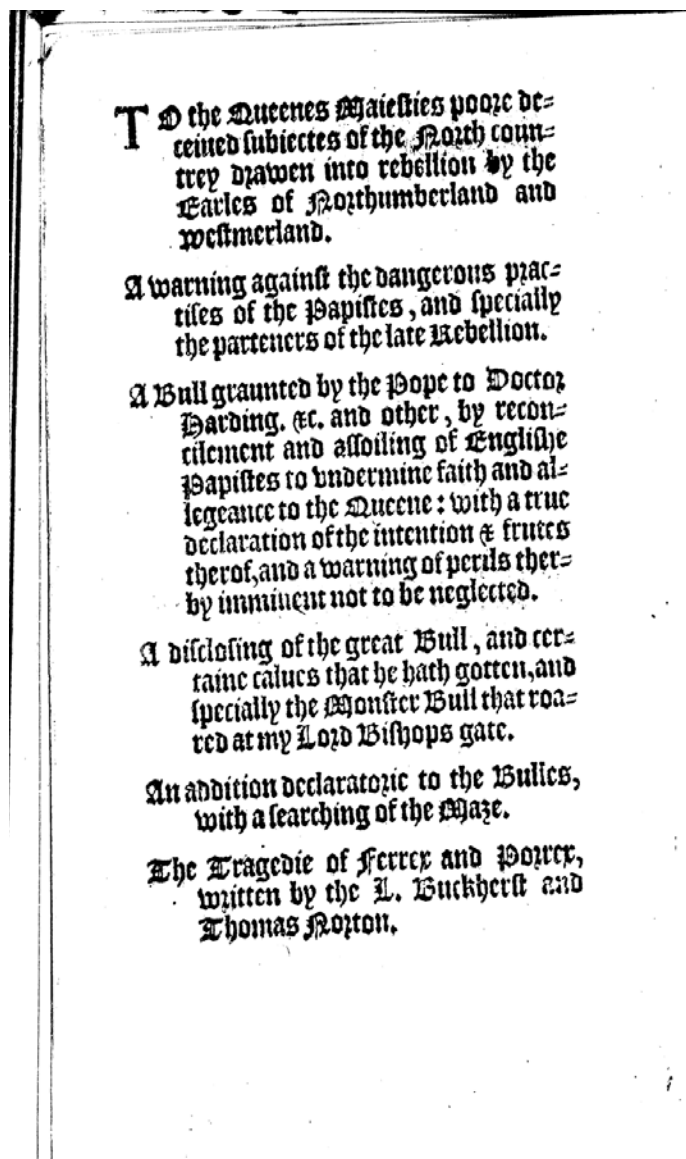 TO the Queenes Maiesties poore de=
ceiued subiectes of the North coun=
trey drawen into rebellion by the
Earles of Northumberland and
westmerland.
A warning against the dangerous prac=
tises of the Papistes, and specially
the parteners of the late Rebellion.
A Bull graunted by the Pope to Doctor
Harding. &c. and other, by recon=
cilement and assoiling of Englishe
Papistes to vndermine faith and al=
legeance to the Queene: with a true
declaration of the intention & frutes
therof, and a warning of perils ther=
by imminent not to be neglected.
A disclosing of the great Bull, and cer=
taine calues that he hath gotten, and
specially the Monster Bull that roa=
red at my Lord Bishops gate.
An addition declaratorie to the Bulles,
with a searching of the Maze.
The Tragedie of Ferrex and Porrex,
written by the L. Buckherst and
Thomas Norton.